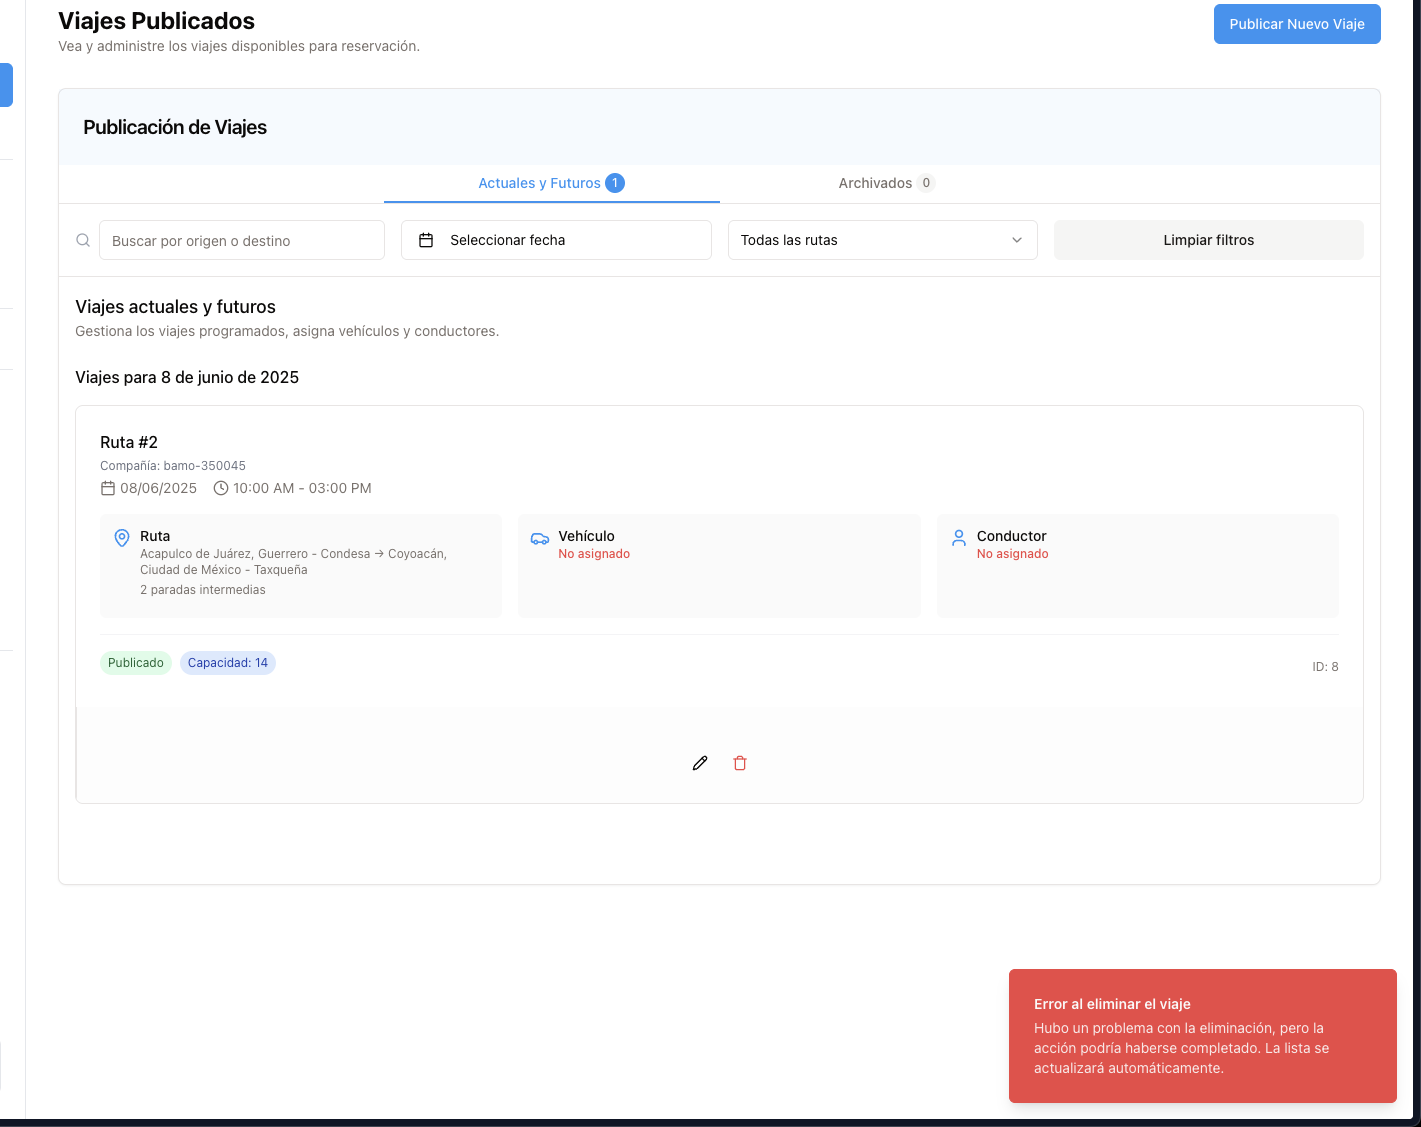 Viajes Publicados
Vea y administre los viajes disponibles para reservación.
Publicar Nuevo Viaje
Publicación de Viajes
Actuales y Futuros 1
Archivados 0
Buscar por origen o destino
Seleccionar fecha
Todas las rutas
Limpiar filtros
Viajes actuales y futuros
Gestiona los viajes programados, asigna vehículos y conductores.
Viajes para 8 de junio de 2025
Ruta #2
Compañía: bamo-350045
08/06/2025 10:00 AM - 03:00 PM
Ruta
Acapulco de Juárez, Guerrero - Condesa → Coyoacán,
Ciudad de México - Taxqueña
2 paradas intermedias
Vehículo
No asignado
Conductor
No asignado
Publicado
Capacidad: 14
ID: 8
Error al eliminar el viaje
Hubo un problema con la eliminación, pero la
acción podría haberse completado. La lista se
actualizará automáticamente.